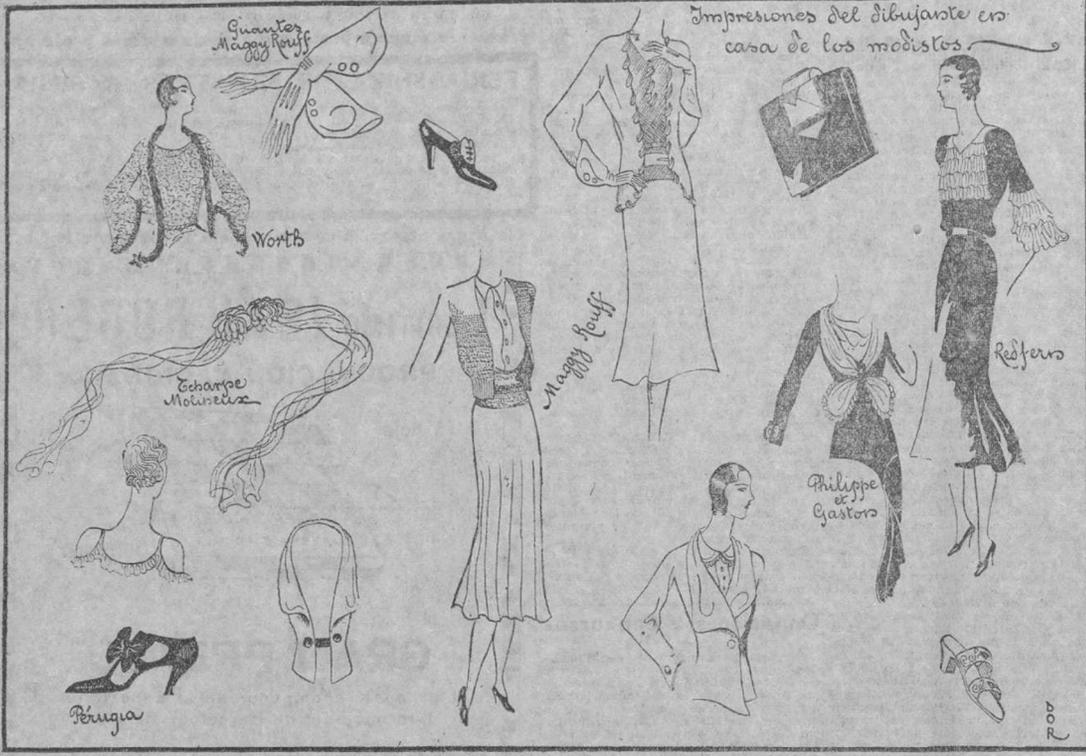 Impresiones del dibujante en
casa de los modistos
Guantes
Maggy Rouff
Worth
Echarpe
Molineux
Maggy Rouff
Redfern
Philippe
et
Gaston
Pérugia
DOR